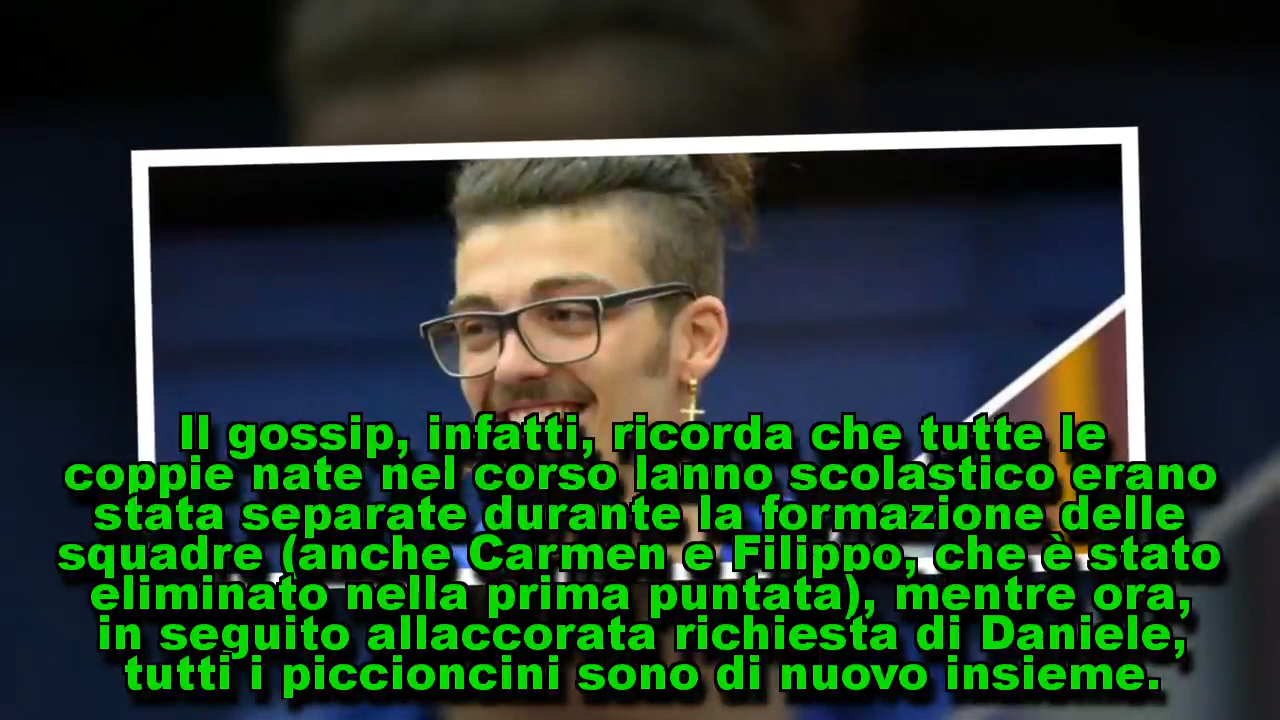 Il gossip, infatti, ricorda che tutte le
coppie nate nel corso lanno scolastico erano
stata separate durante la formazione delle
squadre (anche Carmen e Filippo, che è stato
eliminato nella prima puntata), mentre ora,
in seguito allaccorata richiesta di Daniele,
tutti i piccioncini sono di nuovo insieme.